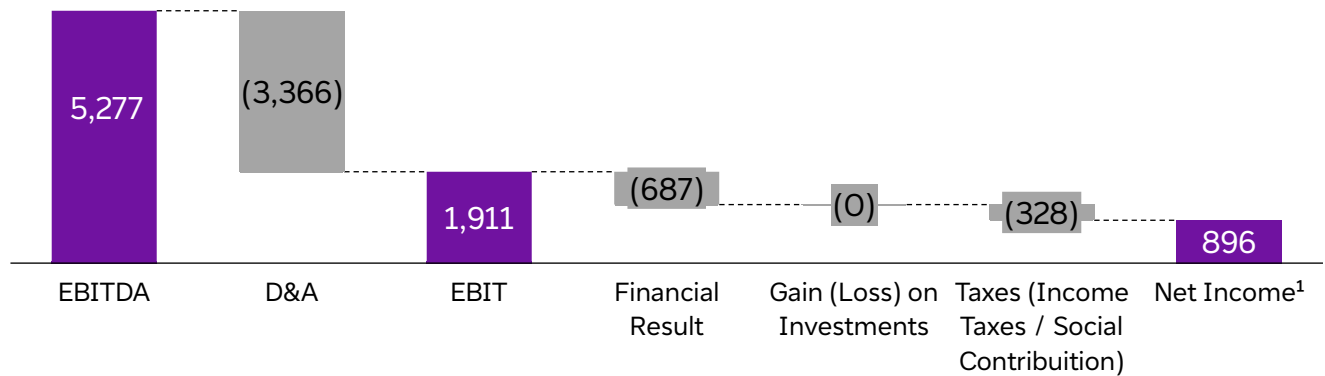 5,277
(3,366)
1,911
(687)
(0)
(328)
896
EBITDA
D&A
EBIT
Financial
Result
Gain (Loss) on
Investments
Taxes (Income
Taxes / Social
Contribuition)
Net Income¹